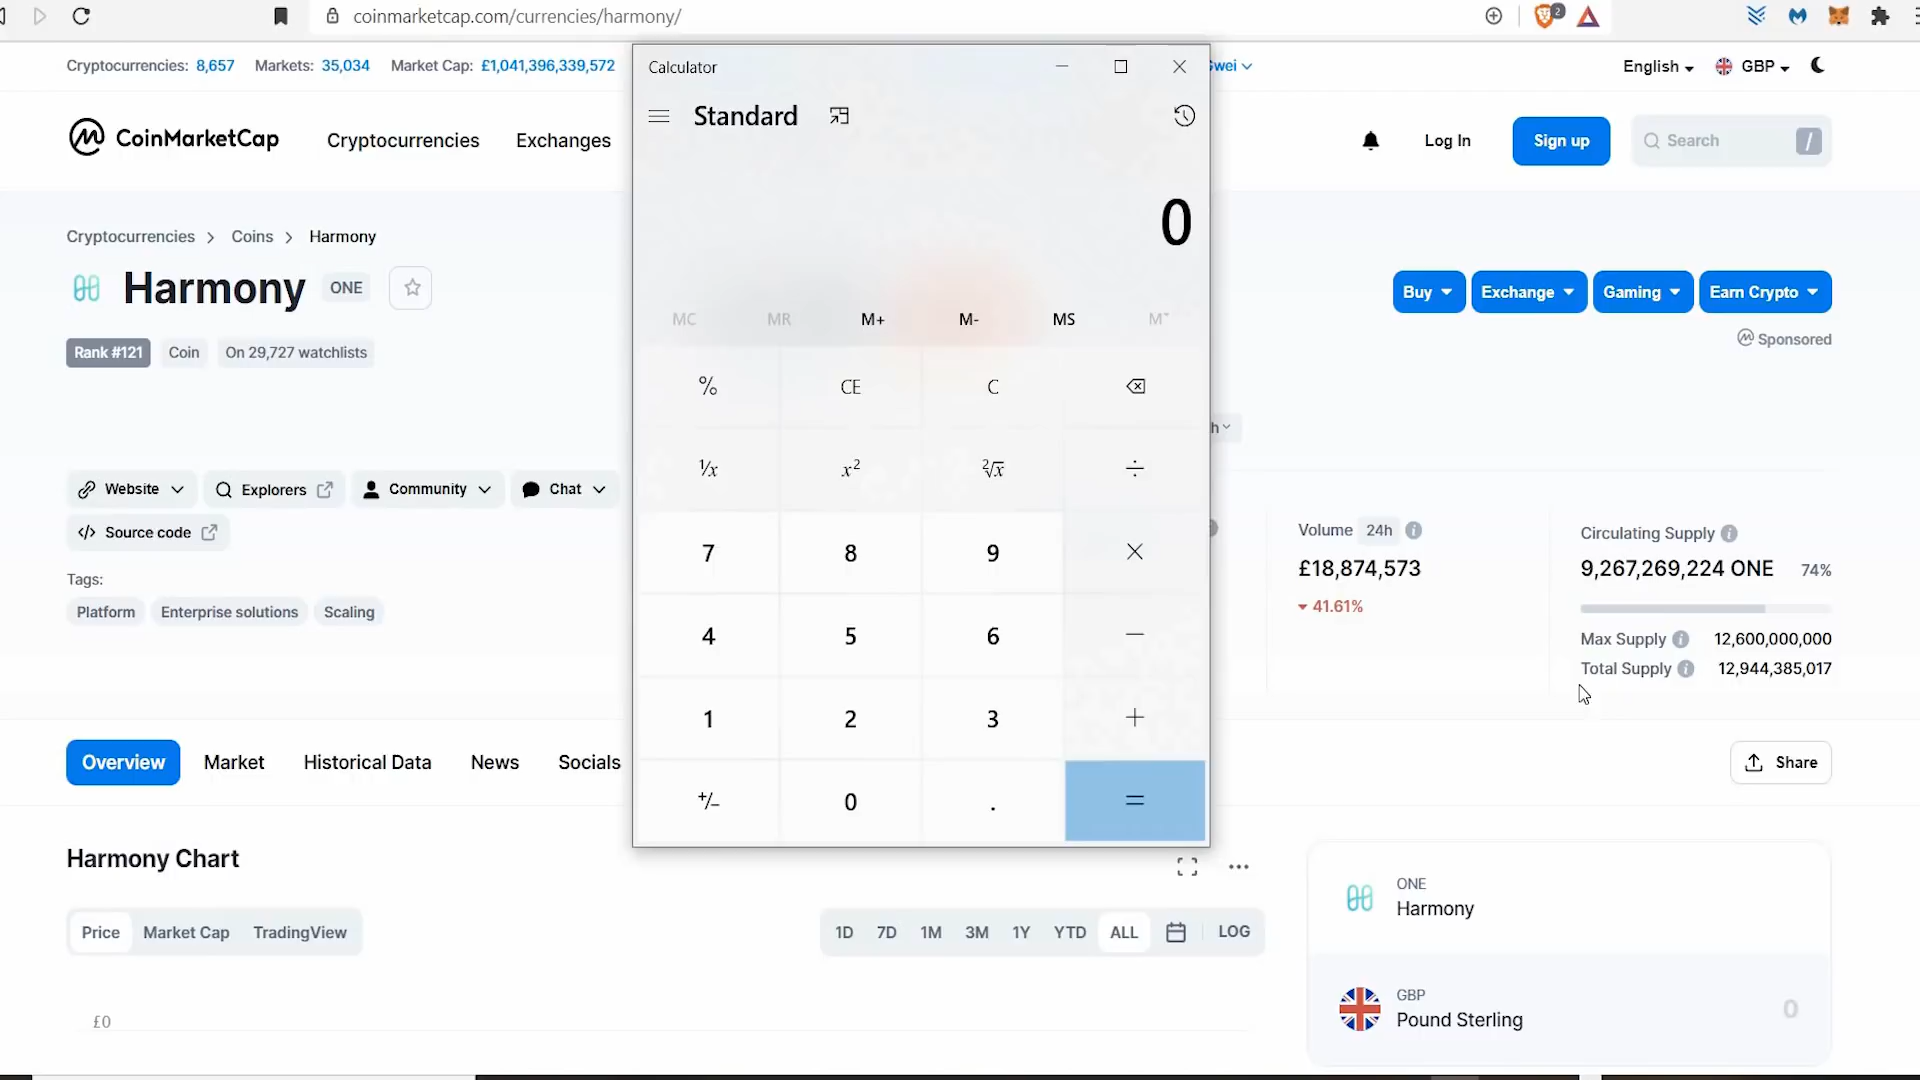 coinmarketcap.com/currencies/harmony/
2
Cryptocurrencies: 8,657 Markets: 35,034 Market Cap: £1,041,396,339,572
English GBP
CoinMarketCap
Cryptocurrencies
Exchanges
Log In
Sign up
Search
/
Calculator
Standard
0
MC MR M+ M- MS M˅
% CE C
¹/x x² ²√x ÷
7 8 9 ×
4 5 6 −
1 2 3 +
+/− 0 . =
Cryptocurrencies > Coins > Harmony
Harmony ONE
Rank #121 Coin On 29,727 watchlists
Buy Exchange Gaming Earn Crypto
Sponsored
Website Explorers Community Chat
Source code
Tags:
Platform Enterprise solutions Scaling
Volume 24h
£18,874,573
41.61%
Circulating Supply
9,267,269,224 ONE 74%
Max Supply 12,600,000,000
Total Supply 12,944,385,017
Overview Market Historical Data News Socials
Share
Harmony Chart
Price Market Cap TradingView
1D 7D 1M 3M 1Y YTD ALL LOG
£0
ONE
Harmony
GBP
Pound Sterling
0